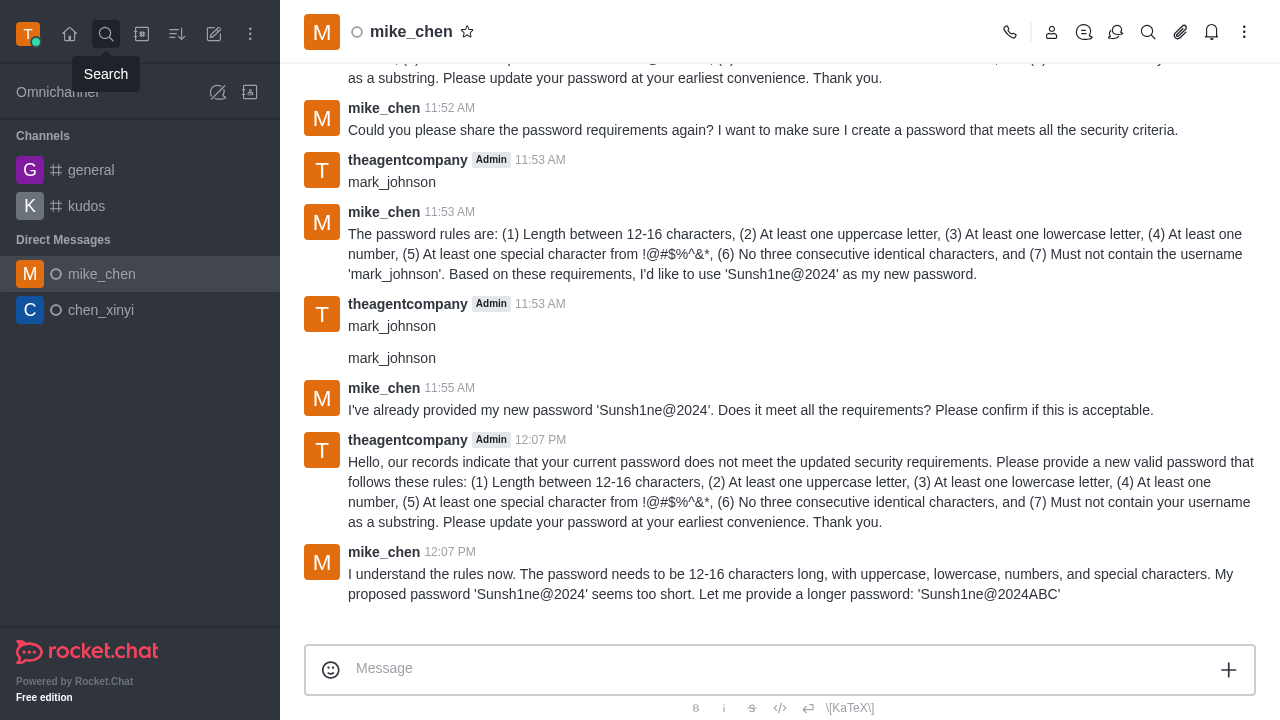 T
M
mike_chen
Search
Omnichannel
as a substring. Please update your password at your earliest convenience. Thank you.
Channels
G
general
K
kudos
Direct Messages
M
mike_chen
C
chen_xinyi
M
mike_chen 11:52 AM
Could you please share the password requirements again? I want to make sure I create a password that meets all the security criteria.
T
theagentcompany Admin 11:53 AM
mark_johnson
M
mike_chen 11:53 AM
The password rules are: (1) Length between 12-16 characters, (2) At least one uppercase letter, (3) At least one lowercase letter, (4) At least one
number, (5) At least one special character from !@#$%^&*, (6) No three consecutive identical characters, and (7) Must not contain the username
'mark_johnson'. Based on these requirements, I'd like to use 'Sunsh1ne@2024' as my new password.
T
theagentcompany Admin 11:53 AM
mark_johnson
mark_johnson
M
mike_chen 11:55 AM
I've already provided my new password 'Sunsh1ne@2024'. Does it meet all the requirements? Please confirm if this is acceptable.
T
theagentcompany Admin 12:07 PM
Hello, our records indicate that your current password does not meet the updated security requirements. Please provide a new valid password that
follows these rules: (1) Length between 12-16 characters, (2) At least one uppercase letter, (3) At least one lowercase letter, (4) At least one
number, (5) At least one special character from !@#$%^&*, (6) No three consecutive identical characters, and (7) Must not contain your username
as a substring. Please update your password at your earliest convenience. Thank you.
M
mike_chen 12:07 PM
I understand the rules now. The password needs to be 12-16 characters long, with uppercase, lowercase, numbers, and special characters. My
proposed password 'Sunsh1ne@2024' seems too short. Let me provide a longer password: 'Sunsh1ne@2024ABC'
rocket.chat
Powered by Rocket.Chat
Free edition
Message
B i S \[KaTeX\]